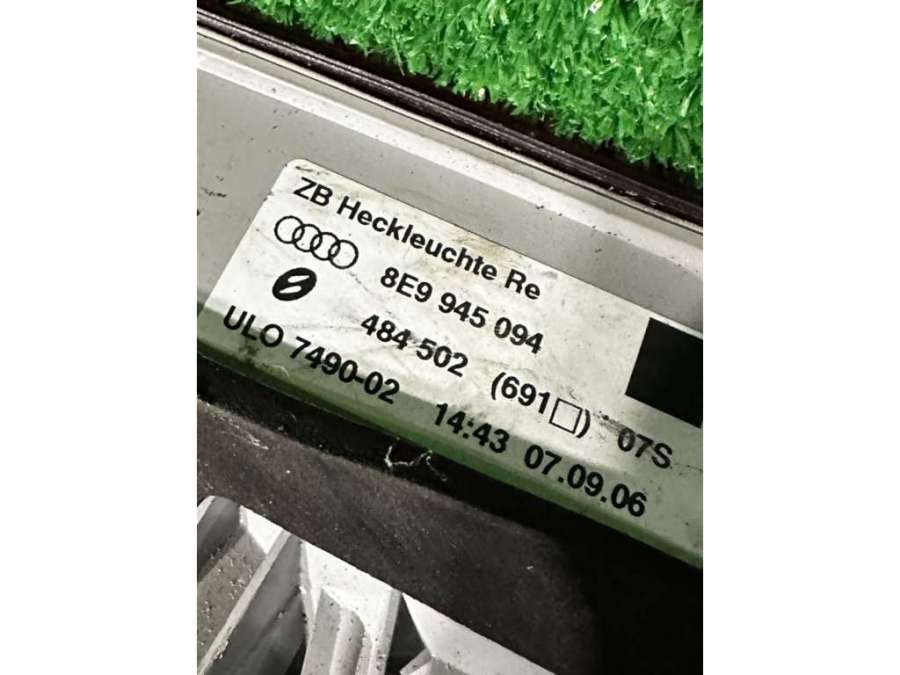 ZB Heckleuchte Re
8E9 945 094
484 502 (691□) 07S
ULO 7490-02 14:43 07.09.06